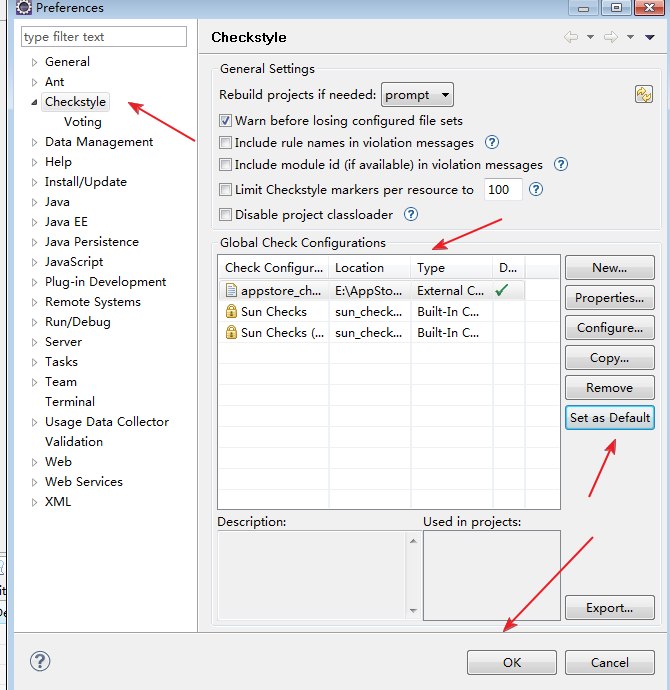 Preferences
type filter text
General
Ant
Checkstyle
Voting
Data Management
Help
Install/Update
Java
Java EE
Java Persistence
JavaScript
Plug-in Development
Remote Systems
Run/Debug
Server
Tasks
Team
Terminal
Usage Data Collector
Validation
Web
Web Services
XML
Checkstyle
General Settings
Rebuild projects if needed: prompt
Warn before losing configured file sets
Include rule names in violation messages ?
Include module id (if available) in violation messages ?
Limit Checkstyle markers per resource to 100 ?
Disable project classloader ?
Global Check Configurations
Check Configur... Location Type D...
appstore_ch... E:\AppSto... External C...
Sun Checks sun_check... Built-In C...
Sun Checks (... sun_check... Built-In C...
New...
Properties...
Configure...
Copy...
Remove
Set as Default
Description: Used in projects:
Export...
? OK Cancel